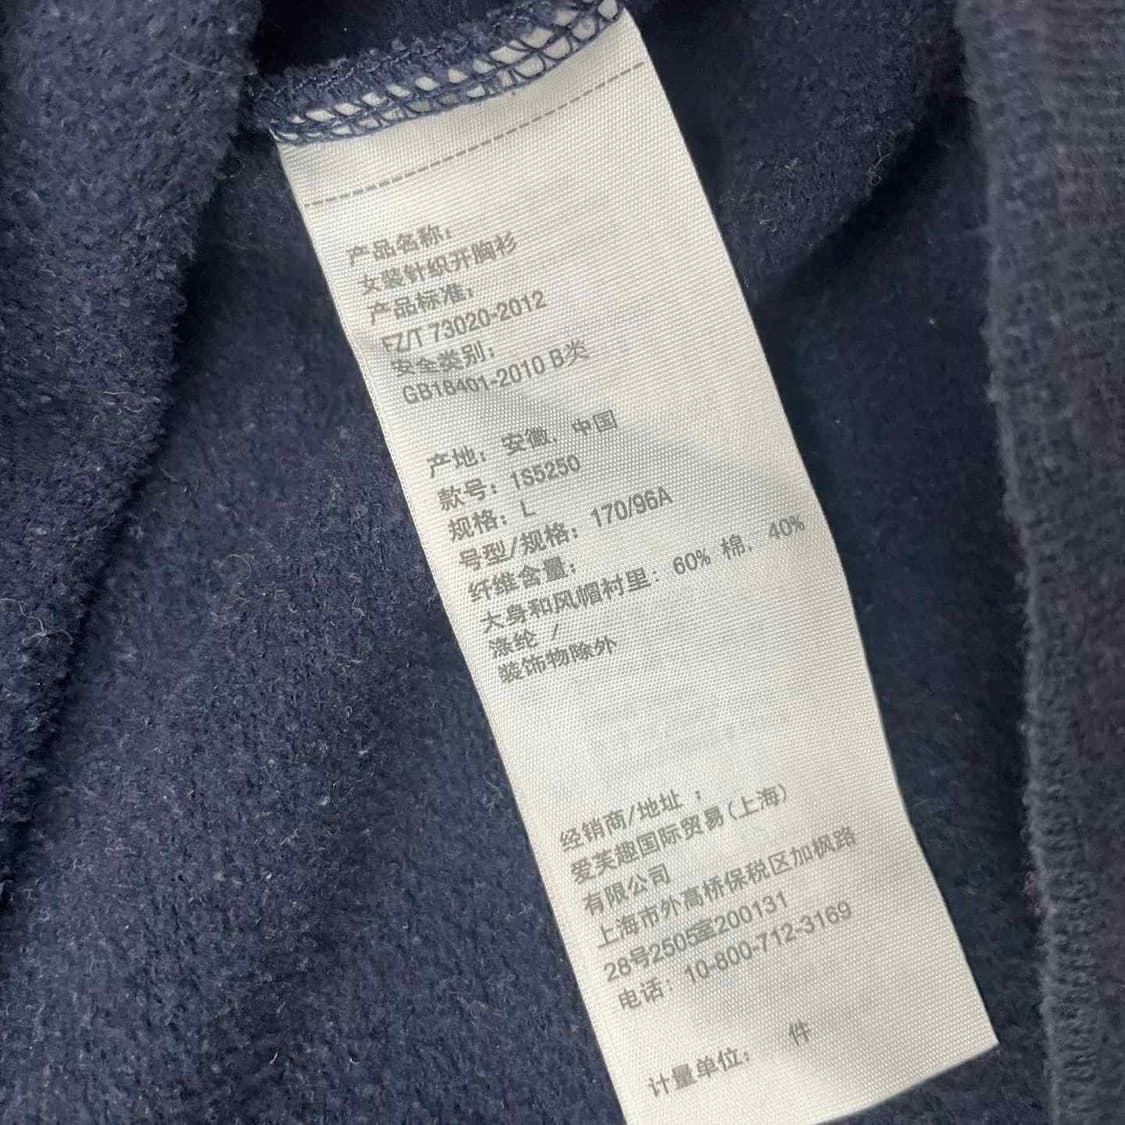 产品名称：
女装针织开胸衫
产品标准：
FZ/T 73020-2012
安全类别：
GB18401-2010 B类
产地：安徽，中国
款号：1S5250
规格：L
号型/规格：170/96A
纤维含量：
大身和风帽衬里：60% 棉，40%
涤纶 /
装饰物除外
经销商/地址：
爱芙趣国际贸易(上海)
有限公司
上海市外高桥保税区加枫路
28号2505室200131
电话：10-800-712-3169
计量单位：件